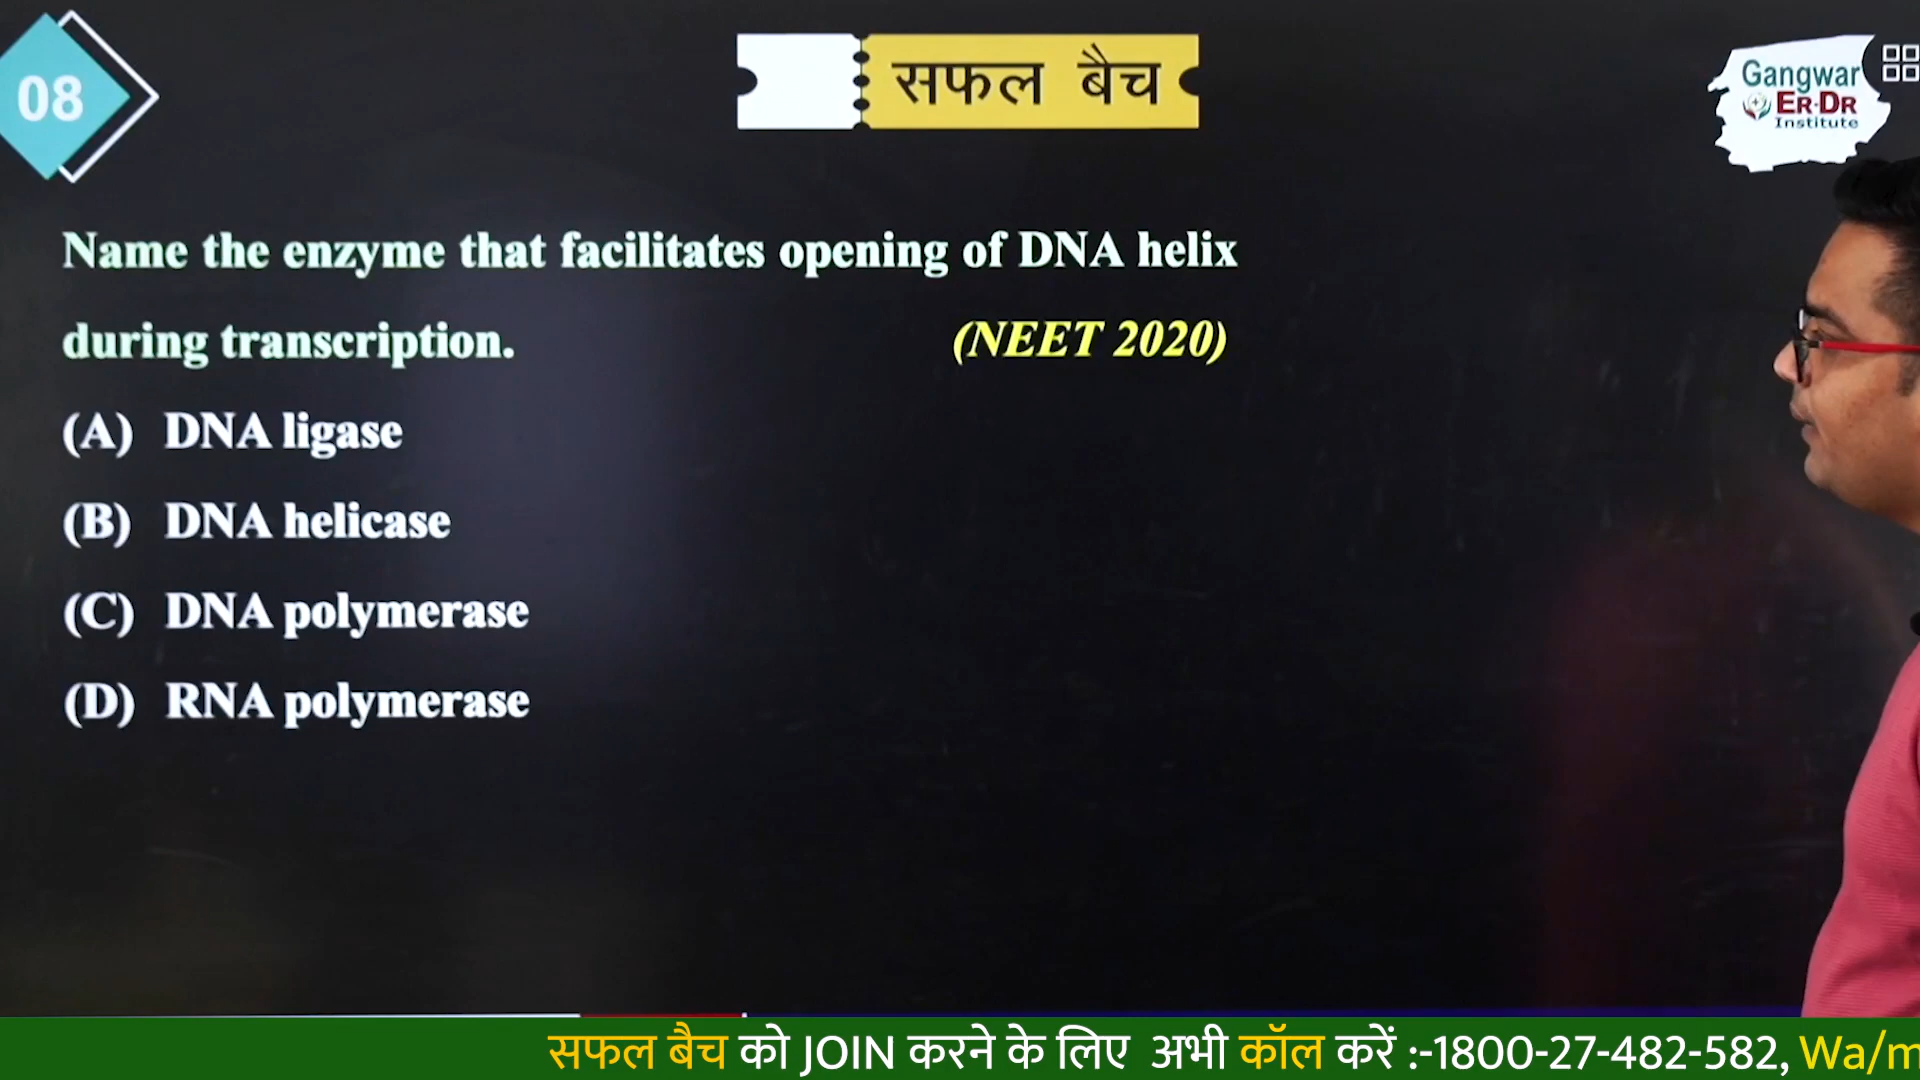 08
सफल बैच
Gangwar
ER-DR
Institute
Name the enzyme that facilitates opening of DNA helix
during transcription. (NEET 2020)
(A) DNA ligase
(B) DNA helicase
(C) DNA polymerase
(D) RNA polymerase
सफल बैच को JOIN करने के लिए अभी कॉल करें :-1800-27-482-582, Wa/m